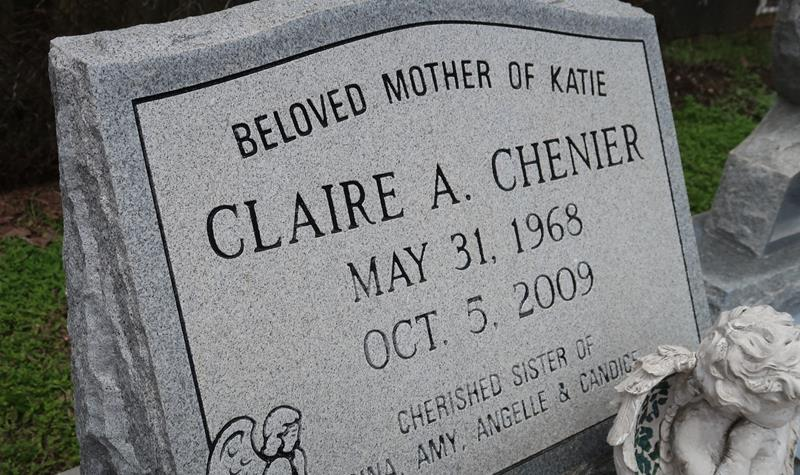 BELOVED MOTHER OF KATIE
CLAIRE A. CHENIER
MAY 31, 1968
OCT. 5, 2009
CHERISHED SISTER OF
AMY, ANGELLE & CANDICE